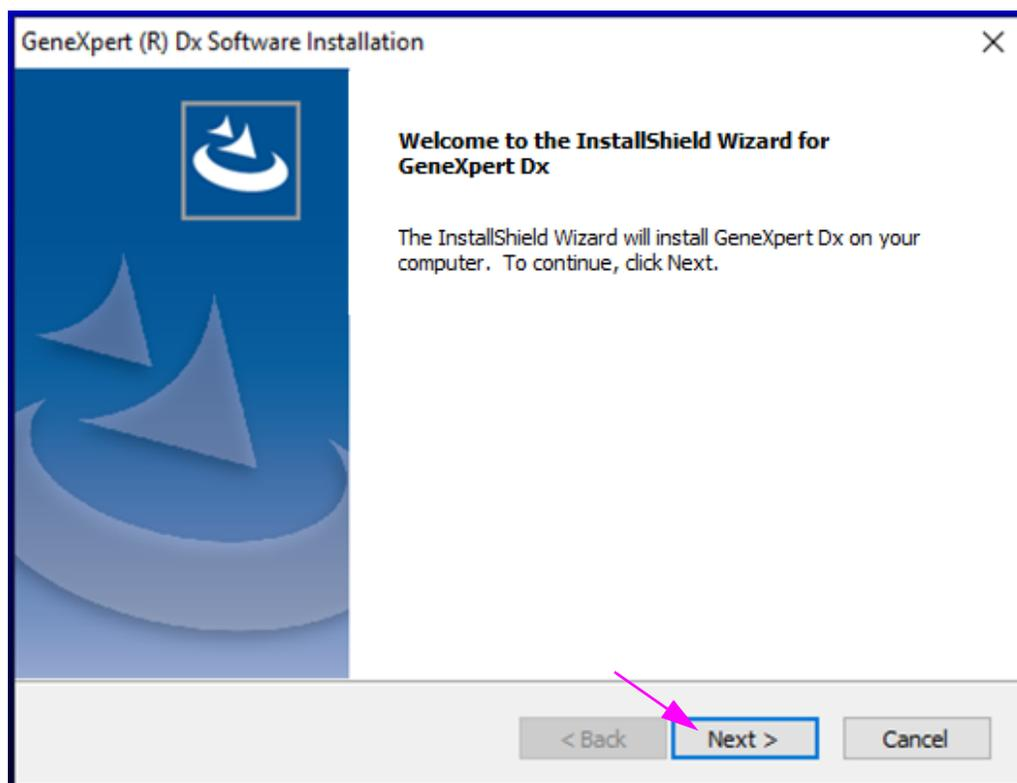 GeneXpert (R) Dx Software Installation
Welcome to the InstallShield Wizard for
GeneXpert Dx
The InstallShield Wizard will install GeneXpert Dx on your
computer. To continue, click Next.
< Back
Next >
Cancel